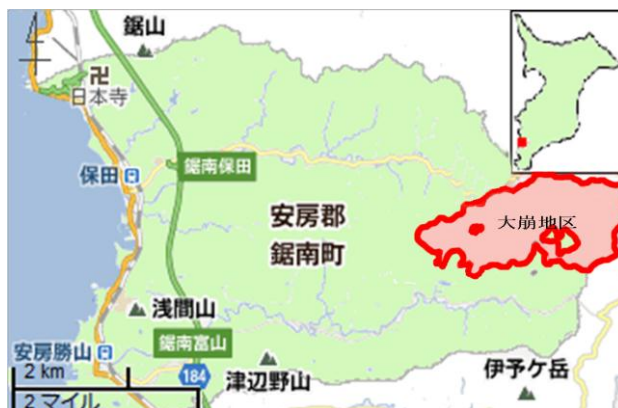 鋸山
卍
日本寺
鋸南保田
保田
安房郡
鋸南町
大崩地区
浅間山
鋸南富山
安房勝山
184
津辺野山
伊予ケ岳
2 km
2 マイル